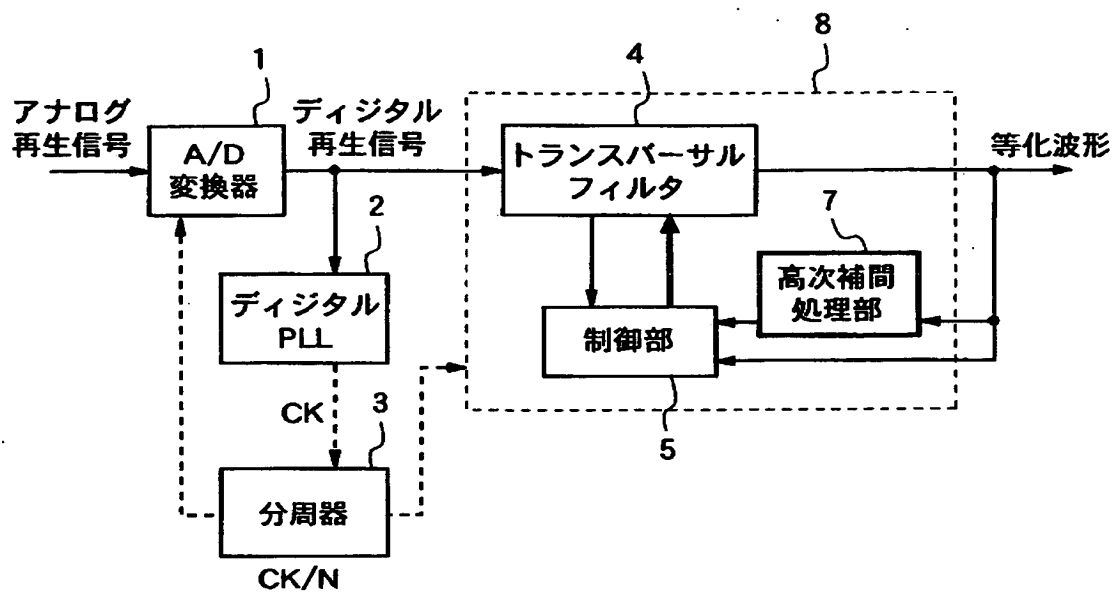 8
1
4
アナログ
再生信号
ディジタル
再生信号
A/D
変換器
トランスバーサル
フィルタ
等化波形
2
7
ディジタル
PLL
高次補間
処理部
制御部
CK
3
5
分周器
CK/N